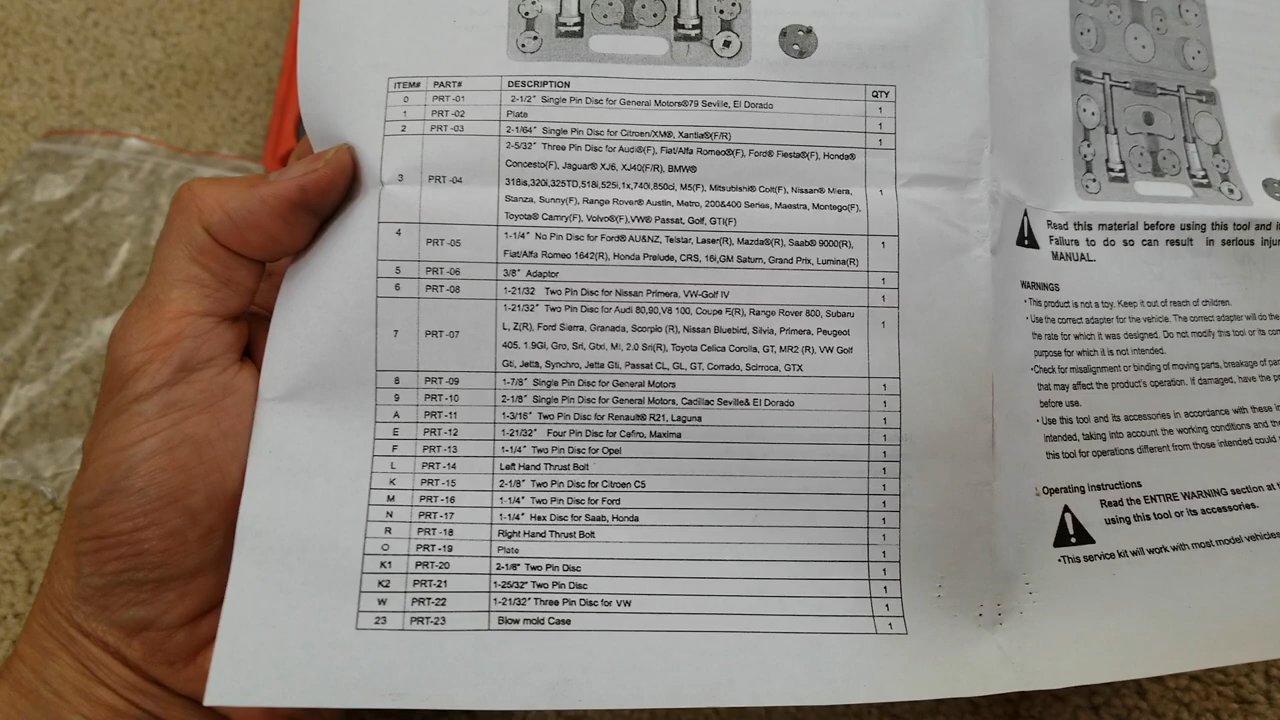 ITEM# PART# DESCRIPTION QTY
0 PRT-01 2-1/2" Single Pin Disc for General Motors®79 Seville, El Dorado 1
1 PRT-02 Plate 1
2 PRT-03 2-1/64" Single Pin Disc for Citroen/XM®, Xantia®(F/R) 1
3 PRT-04 2-5/32" Three Pin Disc for Audi®(F), Fiat/Alfa Romeo®(F), Ford® Fiesta®(F), Honda®
Concesto(F), Jaguar® XJ6, XJ40(F/R), BMW®
318is,320i,325TD,518i,525i,1x,740i,850ci, M5(F), Mitsubishi® Colt(F), Nissan® Miera,
Stanza, Sunny(F), Range Rover® Austin, Metro, 200&400 Series, Maestra, Montego(F),
Toyota® Camry(F), Volvo®(F),VW® Passat, Golf, GTI(F) 1
4 PRT-05 1-1/4" No Pin Disc for Ford® AU&NZ, Telstar, Laser(R), Mazda®(R), Saab® 9000(R),
Fiat/Alfa Romeo 1642(R), Honda Prelude, CRS, 16i,GM Saturn, Grand Prix, Lumina(R) 1
5 PRT-06 3/8" Adaptor 1
6 PRT-08 1-21/32 Two Pin Disc for Nissan Primera, VW-Golf IV 1
7 PRT-07 1-21/32" Two Pin Disc for Audi 80,90,V8 100, Coupe E(R), Range Rover 800, Subaru
L, Z(R), Ford Sierra, Granada, Scorpio (R), Nissan Bluebird, Silvia, Primera, Peugeot
405, 1.9Gl, Gro, Sri, Gtxi, Mi, 2.0 Sri(R), Toyota Celica Corolla, GT, MR2 (R), VW Golf
Gti, Jetta, Synchro, Jetta Gti, Passat CL, GL, GT, Corrado, Scirroca, GTX 1
8 PRT-09 1-7/8" Single Pin Disc for General Motors 1
9 PRT-10 2-1/8" Single Pin Disc for General Motors, Cadillac Seville& El Dorado 1
A PRT-11 1-3/16" Two Pin Disc for Renault® R21, Laguna 1
E PRT-12 1-21/32" Four Pin Disc for Cefiro, Maxima 1
F PRT-13 1-1/4" Two Pin Disc for Opel 1
L PRT-14 Left Hand Thrust Bolt 1
K PRT-15 2-1/8" Two Pin Disc for Citroen C5 1
M PRT-16 1-1/4" Two Pin Disc for Ford 1
N PRT-17 1-1/4" Hex Disc for Saab, Honda 1
R PRT-18 Right Hand Thrust Bolt 1
O PRT-19 Plate 1
K1 PRT-20 2-1/8" Two Pin Disc 1
K2 PRT-21 1-25/32" Two Pin Disc 1
W PRT-22 1-21/32" Three Pin Disc for VW 1
23 PRT-23 Blow mold Case 1
Read this material before using this tool and
Failure to do so can result in serious
MANUAL.
WARNINGS
• This product is not a toy. Keep it out of reach of children.
• Use the correct adapter for the vehicle. The correct adapter will do the
the rate for which it was designed. Do not modify this tool or its
purpose for which it is not intended.
•Check for misalignment or binding of moving parts, breakage of
that may affect the product's operation. If damaged, have the
before use.
• Use this tool and its accessories in accordance with these
intended, taking into account the working conditions and the
this tool for operations different from those intended could
Operating instructions
Read the ENTIRE WARNING section at
using this tool or its accessories.
•This service kit will work with most model vehicles